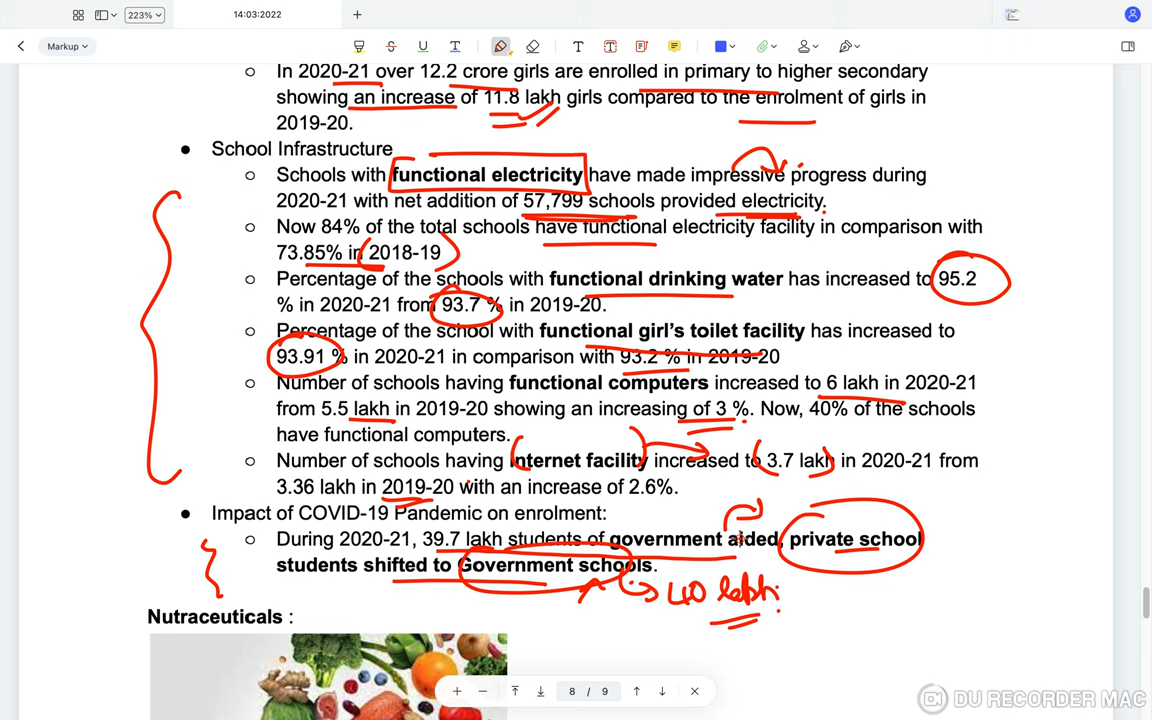 14:03:2022
223%
Markup
In 2020-21 over 12.2 crore girls are enrolled in primary to higher secondary
showing an increase of 11.8 lakh girls compared to the enrolment of girls in
2019-20.
● School Infrastructure
○ Schools with functional electricity have made impressive progress during
2020-21 with net addition of 57,799 schools provided electricity.
○ Now 84% of the total schools have functional electricity facility in comparison with
73.85% in 2018-19
○ Percentage of the schools with functional drinking water has increased to 95.2
% in 2020-21 from 93.7 % in 2019-20.
○ Percentage of the school with functional girl's toilet facility has increased to
93.91 % in 2020-21 in comparison with 93.2 % in 2019-20
○ Number of schools having functional computers increased to 6 lakh in 2020-21
from 5.5 lakh in 2019-20 showing an increasing of 3 %. Now, 40% of the schools
have functional computers.
○ Number of schools having internet facility increased to 3.7 lakh in 2020-21 from
3.36 lakh in 2019-20 with an increase of 2.6%.
● Impact of COVID-19 Pandemic on enrolment:
○ During 2020-21, 39.7 lakh students of government aided, private school
students shifted to Government schools.
40 lakh
Nutraceuticals :
8 / 9
DU RECORDER MAC